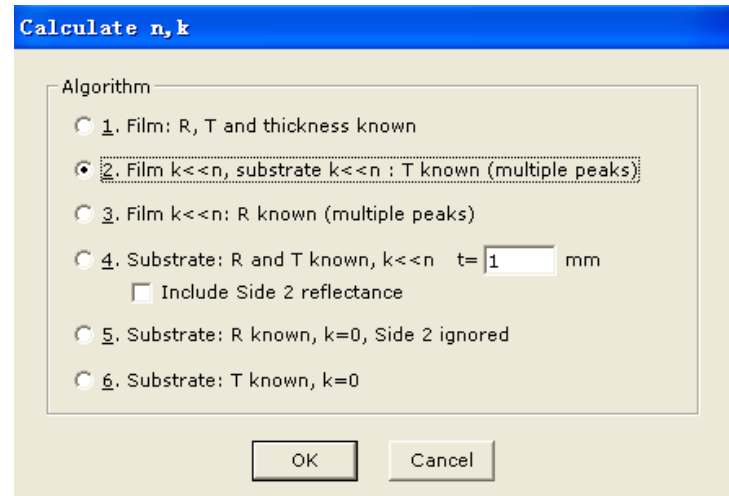 Calculate n,k
Algorithm
1. Film: R, T and thickness known
2. Film k<<n, substrate k<<n : T known (multiple peaks)
3. Film k<<n: R known (multiple peaks)
4. Substrate: R and T known, k<<n t= 1 mm
Include Side 2 reflectance
5. Substrate: R known, k=0, Side 2 ignored
6. Substrate: T known, k=0
OK Cancel